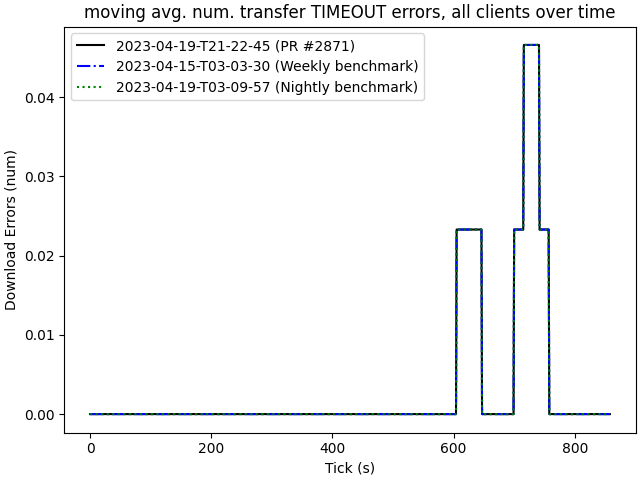 moving avg. num. transfer TIMEOUT errors, all clients over time
2023-04-19-T21-22-45 (PR #2871)
2023-04-15-T03-03-30 (Weekly benchmark)
2023-04-19-T03-09-57 (Nightly benchmark)
Download Errors (num)
0.04
0.03
0.02
0.01
0.00
0 200 400 600 800
Tick (s)